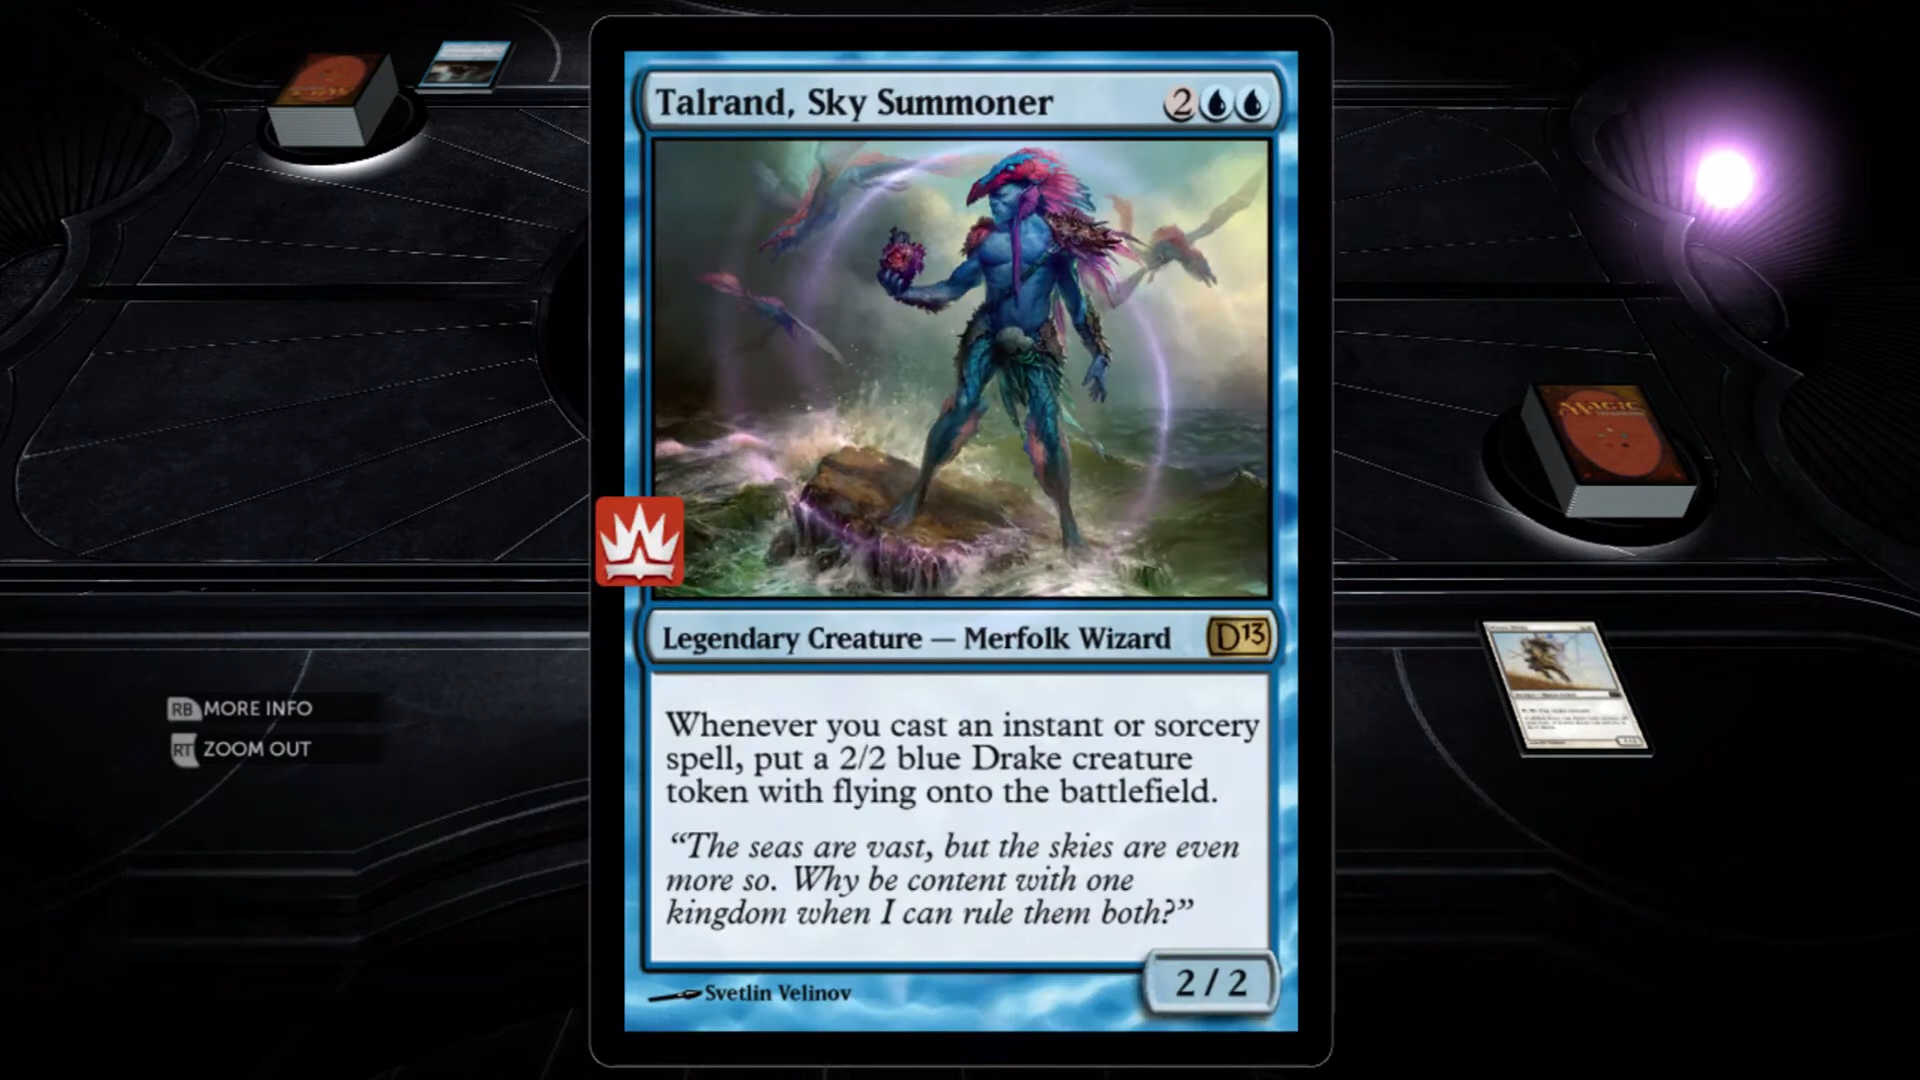 Talrand, Sky Summoner 2
Legendary Creature — Merfolk Wizard D13
Whenever you cast an instant or sorcery
spell, put a 2/2 blue Drake creature
token with flying onto the battlefield.
“The seas are vast, but the skies are even
more so. Why be content with one
kingdom when I can rule them both?”
2/2
Svetlin Velinov
RB MORE INFO
RT ZOOM OUT
MAGIC